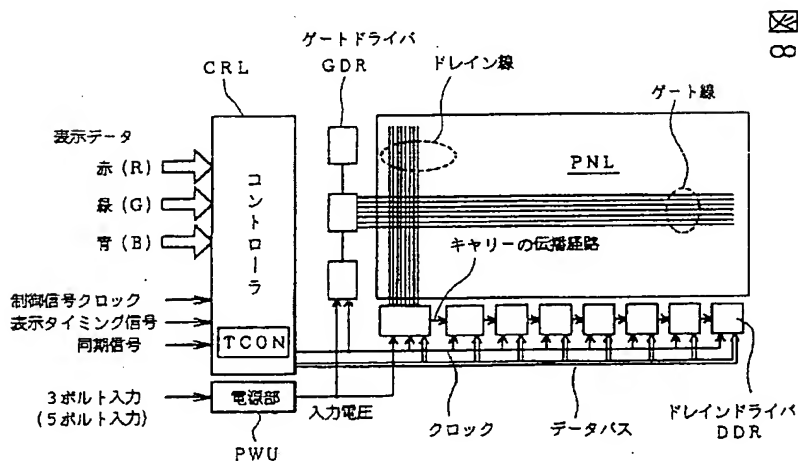 図
8
ゲートドライバ
GDR
ドレイン線
CRL
ゲート線
表示データ
赤(R)
緑(G)
青(B)
コントローラ
PNL
キャリーの伝播経路
制御信号クロック
表示タイミング信号
同期信号
TCON
3ボルト入力
(5ボルト入力)
電源部
入力電圧
クロック
データバス
ドレインドライバ
DDR
PWU